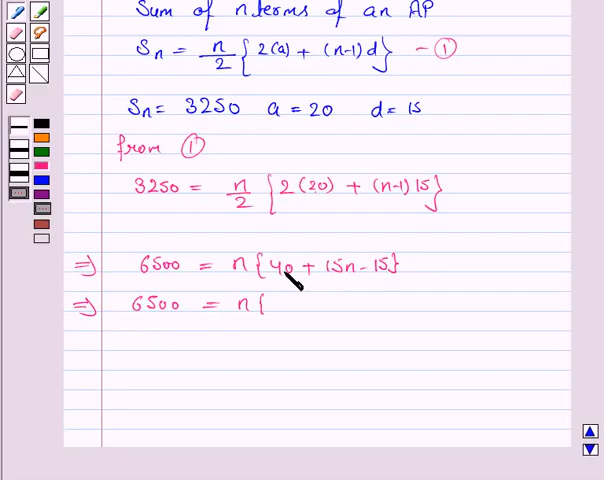 Sum of n terms of an AP
Sn = n/2 { 2(a) + (n-1) d } - ①
Sn = 3250 a = 20 d = 15
from ①
3250 = n/2 { 2 (20) + (n-1) 15 }
⇒ 6500 = n { 40 + 15n - 15 }
⇒ 6500 = n {